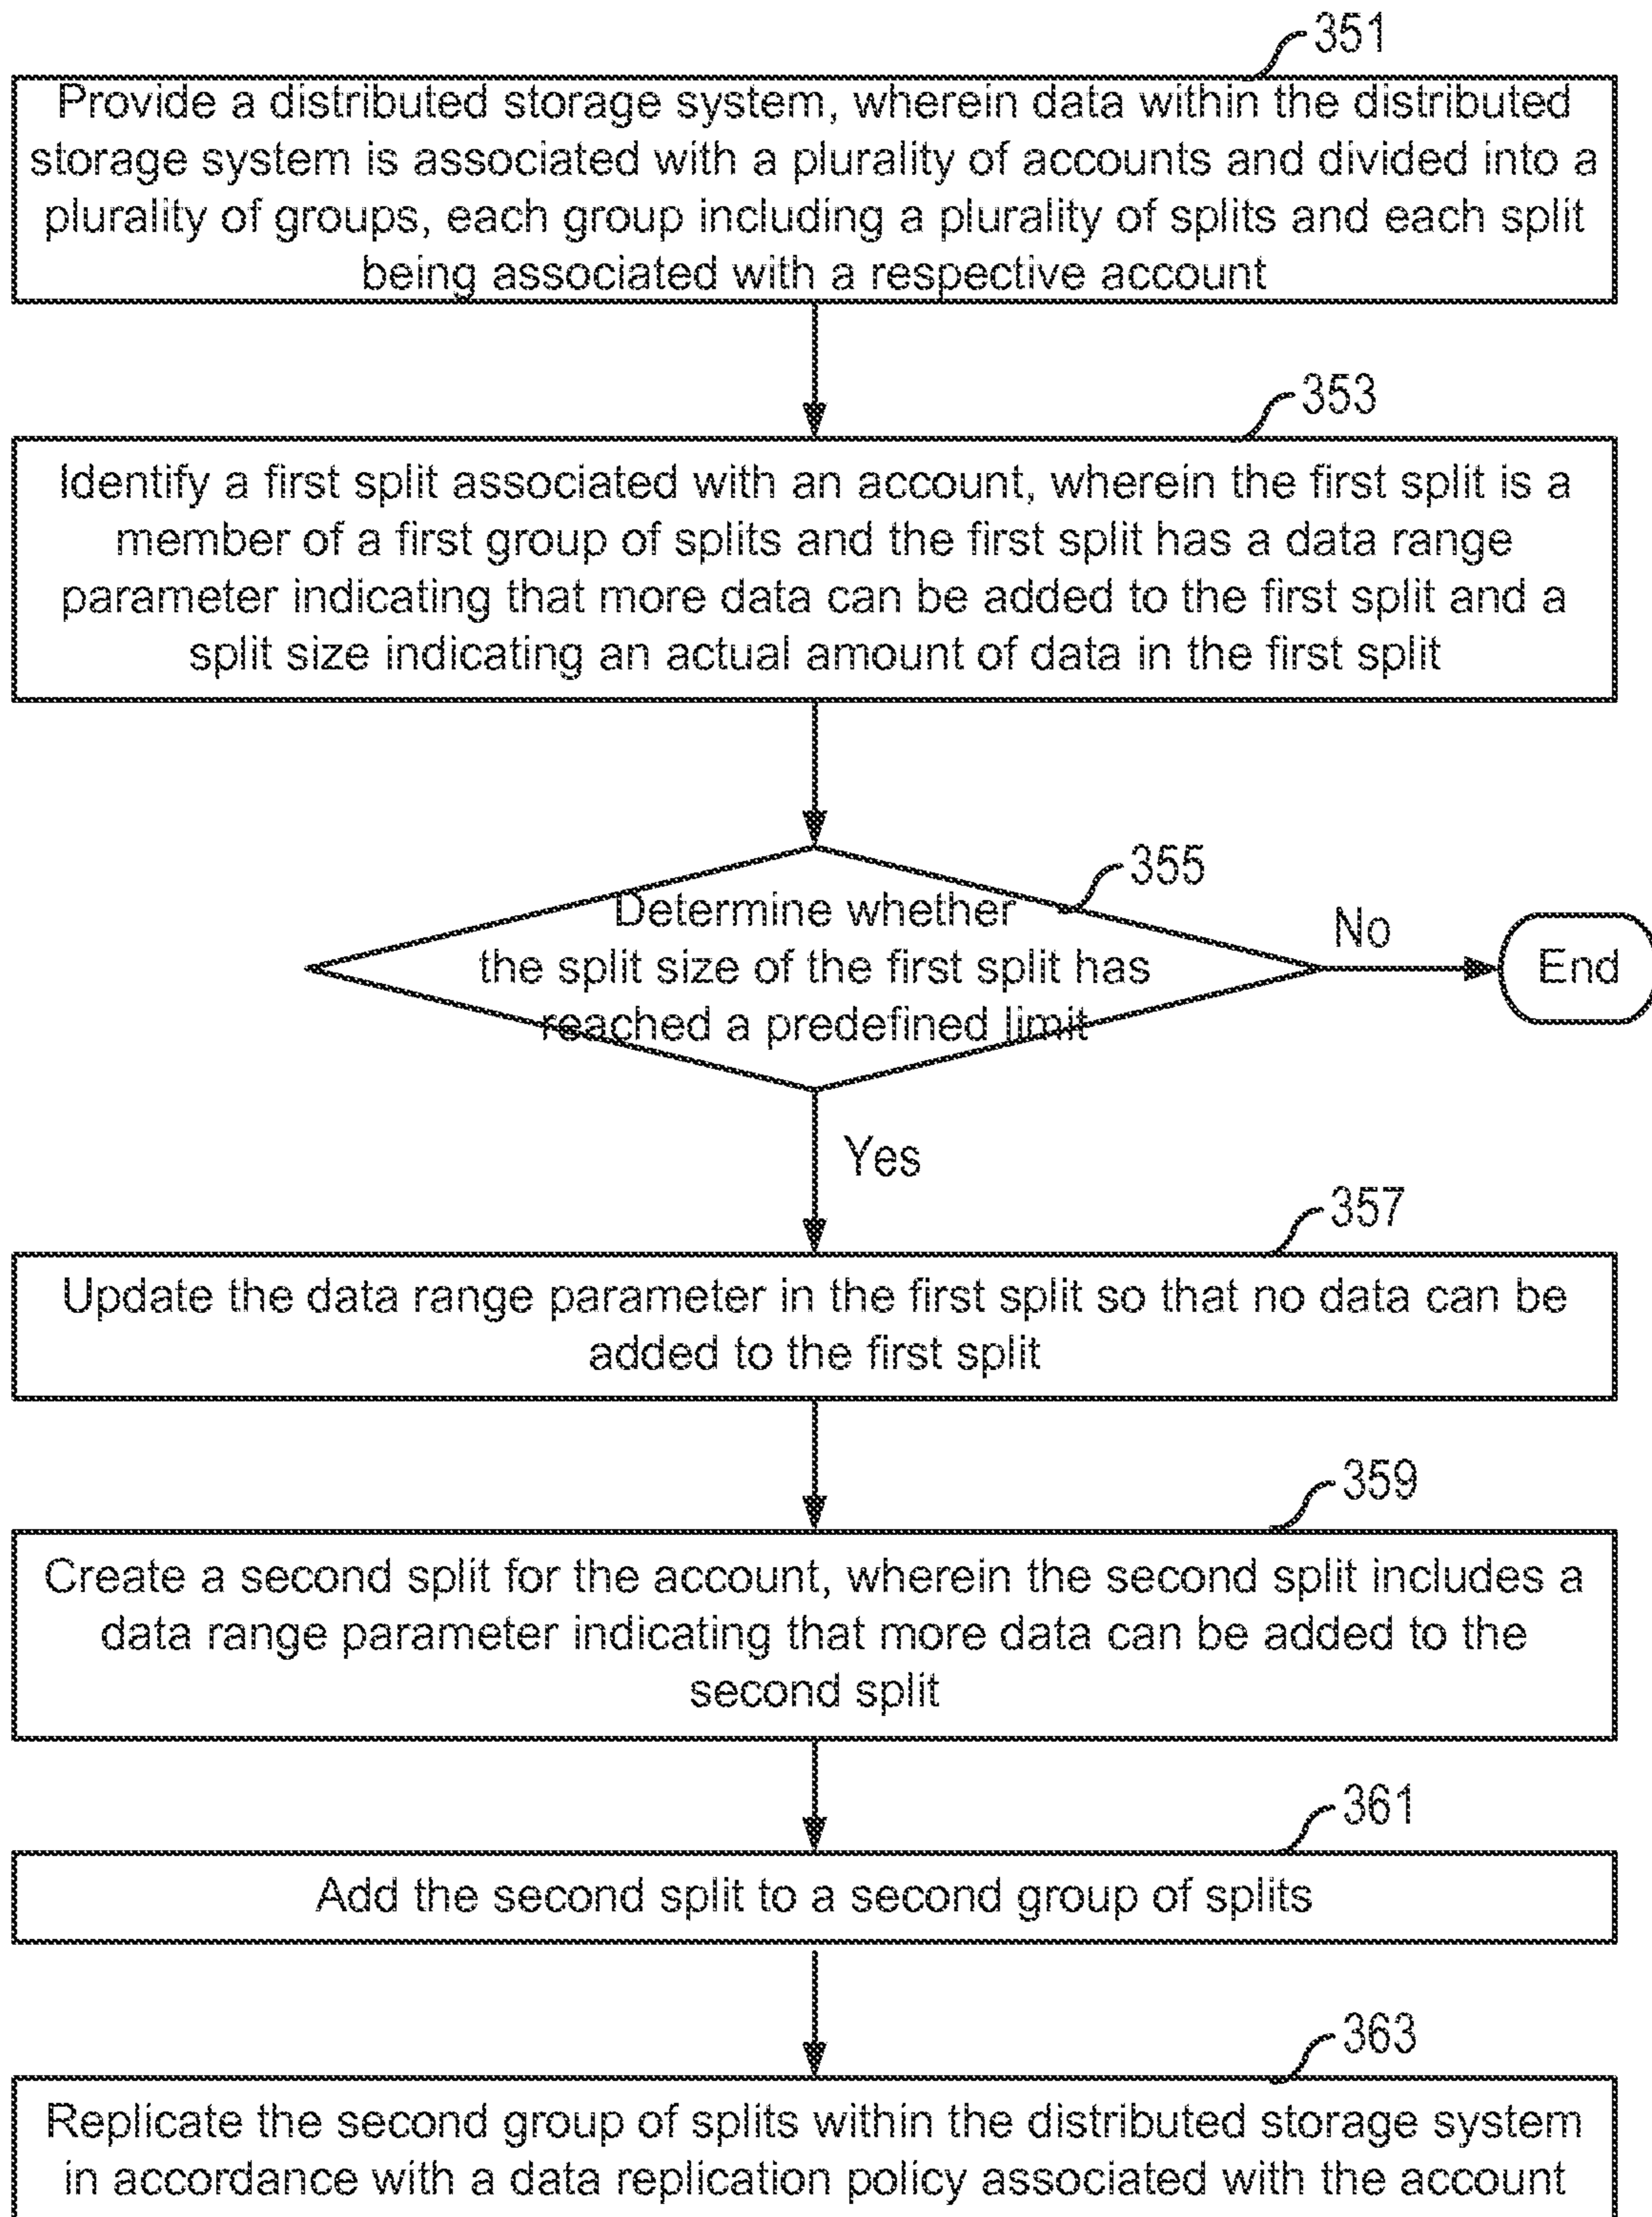 351
Provide a distributed storage system, wherein data within the distributed
storage system is associated with a plurality of accounts and divided into a
plurality of groups, each group including a plurality of splits and each split
being associated with a respective account
353
Identify a first split associated with an account, wherein the first split is a
member of a first group of splits and the first split has a data range
parameter indicating that more data can be added to the first split and a
split size indicating an actual amount of data in the first split
355
Determine whether
the split size of the first split has
reached a predefined limit
No
End
Yes
357
Update the data range parameter in the first split so that no data can be
added to the first split
359
Create a second split for the account, wherein the second split includes a
data range parameter indicating that more data can be added to the
second split
361
Add the second split to a second group of splits
363
Replicate the second group of splits within the distributed storage system
in accordance with a data replication policy associated with the account